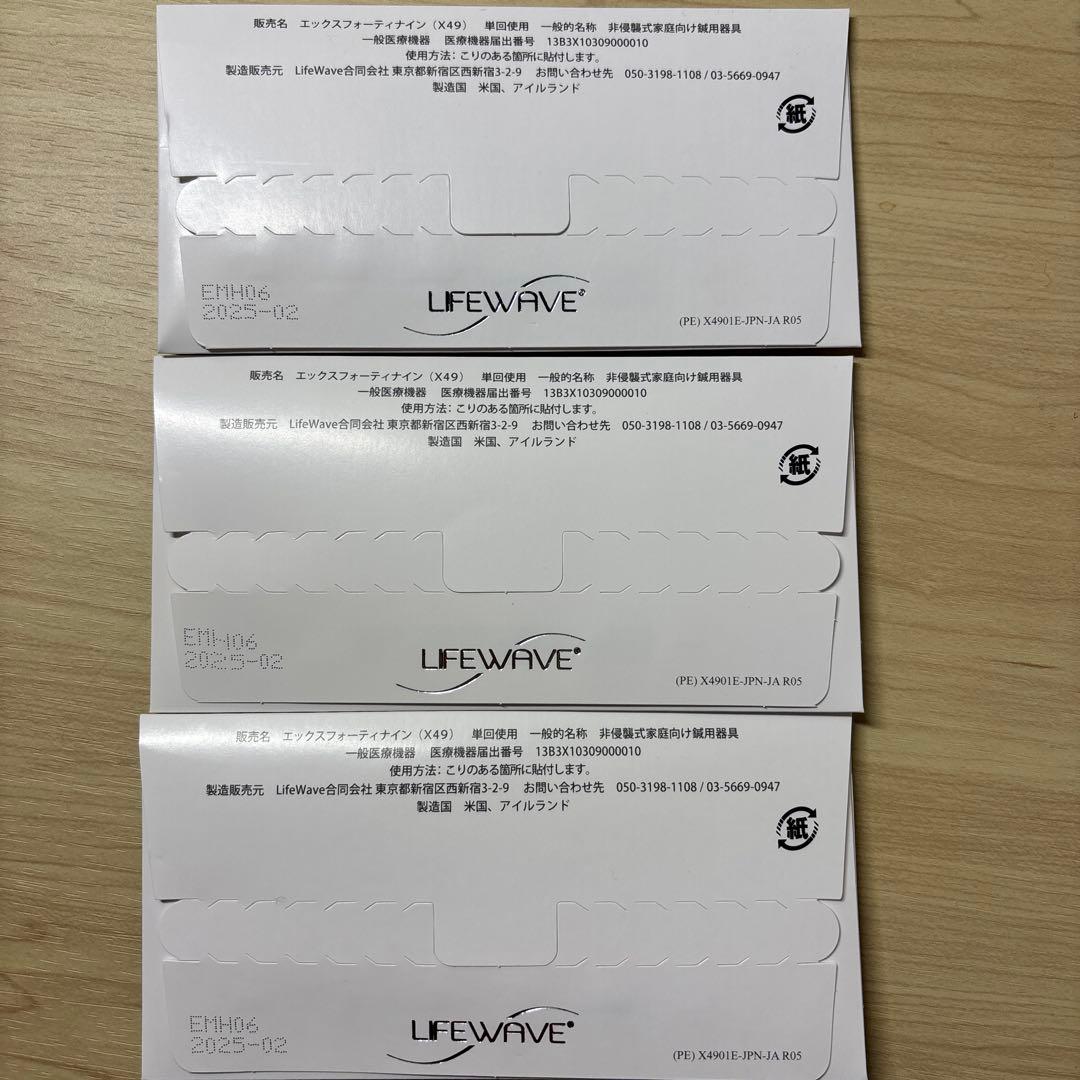 販売名 エックスフォーティナイン（X49） 単回使用 一般的名称 非侵襲式家庭向け鍼用器具
一般医療機器 医療機器届出番号 13B3X10309000010
使用方法: こりのある箇所に貼付します。
製造販売元 LifeWave合同会社 東京都新宿区西新宿3-2-9 お問い合わせ先 050-3198-1108 / 03-5669-0947
製造国 米国、アイルランド
紙
EMH06
2025-02
LIFEWAVE®
(PE) X4901E-JPN-JA R05
販売名 エックスフォーティナイン（X49） 単回使用 一般的名称 非侵襲式家庭向け鍼用器具
一般医療機器 医療機器届出番号 13B3X10309000010
使用方法: こりのある箇所に貼付します。
製造販売元 LifeWave合同会社 東京都新宿区西新宿3-2-9 お問い合わせ先 050-3198-1108 / 03-5669-0947
製造国 米国、アイルランド
紙
EMH06
2025-02
LIFEWAVE®
(PE) X4901E-JPN-JA R05
販売名 エックスフォーティナイン（X49） 単回使用 一般的名称 非侵襲式家庭向け鍼用器具
一般医療機器 医療機器届出番号 13B3X10309000010
使用方法: こりのある箇所に貼付します。
製造販売元 LifeWave合同会社 東京都新宿区西新宿3-2-9 お問い合わせ先 050-3198-1108 / 03-5669-0947
製造国 米国、アイルランド
紙
EMH06
2025-02
LIFEWAVE®
(PE) X4901E-JPN-JA R05